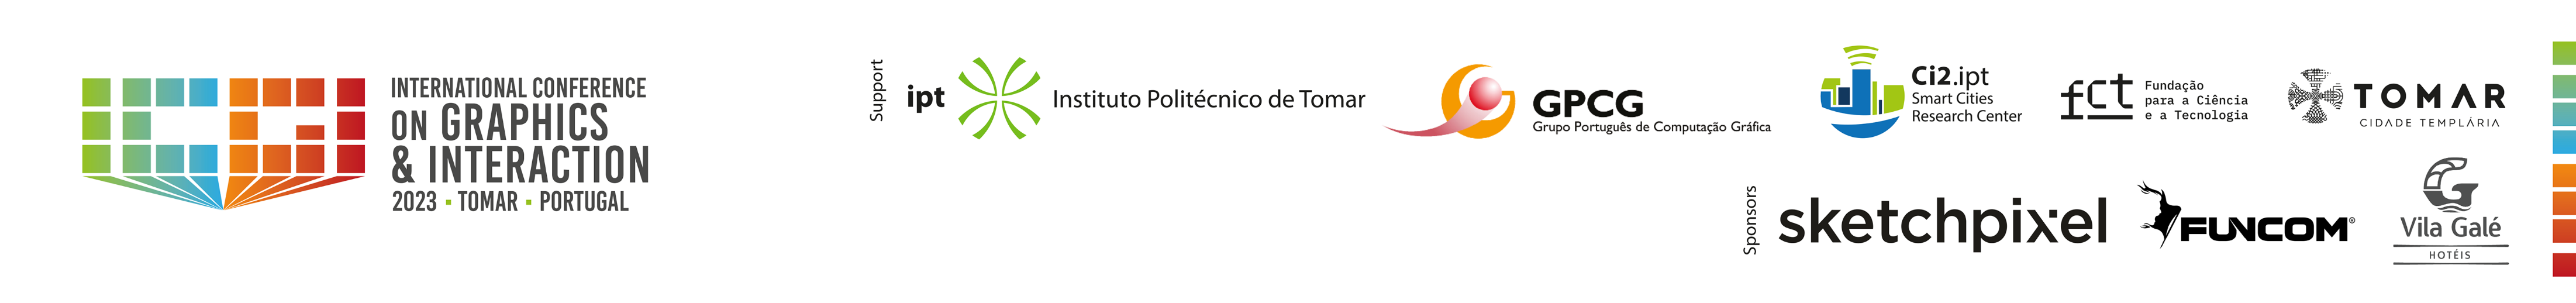 INTERNATIONAL CONFERENCE
ON GRAPHICS
& INTERACTION
2023 · TOMAR · PORTUGAL
Support
ipt Instituto Politécnico de Tomar
GPCG
Grupo Português de Computação Gráfica
Ci2.ipt
Smart Cities
Research Center
fct
Fundação
para a Ciência
e a Tecnologia
TOMAR
CIDADE TEMPLÁRIA
Sponsors
sketchpixel
FUNCOM®
Vila Galé
HOTÉIS